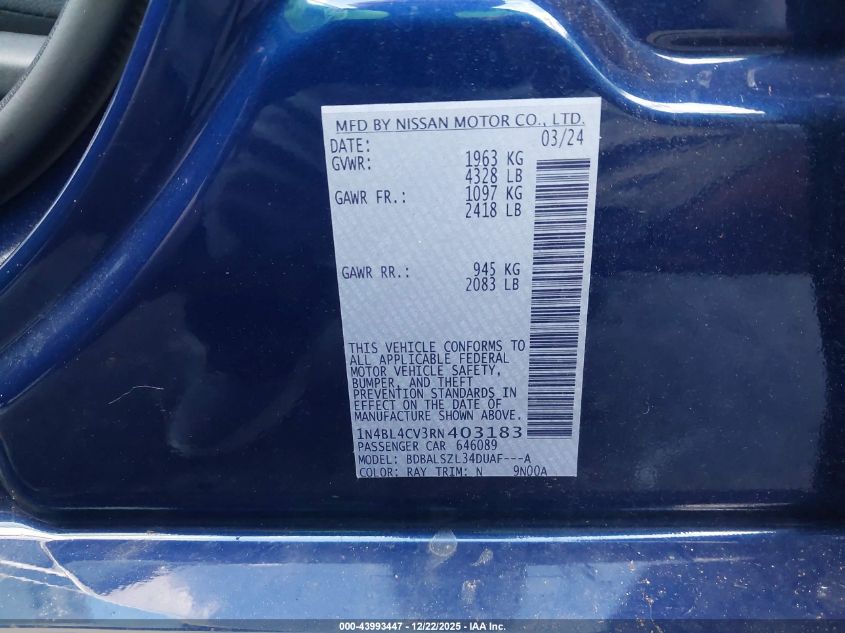 MFD BY NISSAN MOTOR CO., LTD.
DATE: 03/24
GVWR: 1963 KG
4328 LB
GAWR FR.: 1097 KG
2418 LB
GAWR RR.: 945 KG
2083 LB
THIS VEHICLE CONFORMS TO
ALL APPLICABLE FEDERAL
MOTOR VEHICLE SAFETY,
BUMPER, AND THEFT
PREVENTION STANDARDS IN
EFFECT ON THE DATE OF
MANUFACTURE SHOWN ABOVE.
1N4BL4CV3RN403183
PASSENGER CAR 646089
MODEL: BDBALSZL34DUAF---A
COLOR: RAY TRIM: N 9N00A
000-43993447 - 12/22/2025 - IAA Inc.